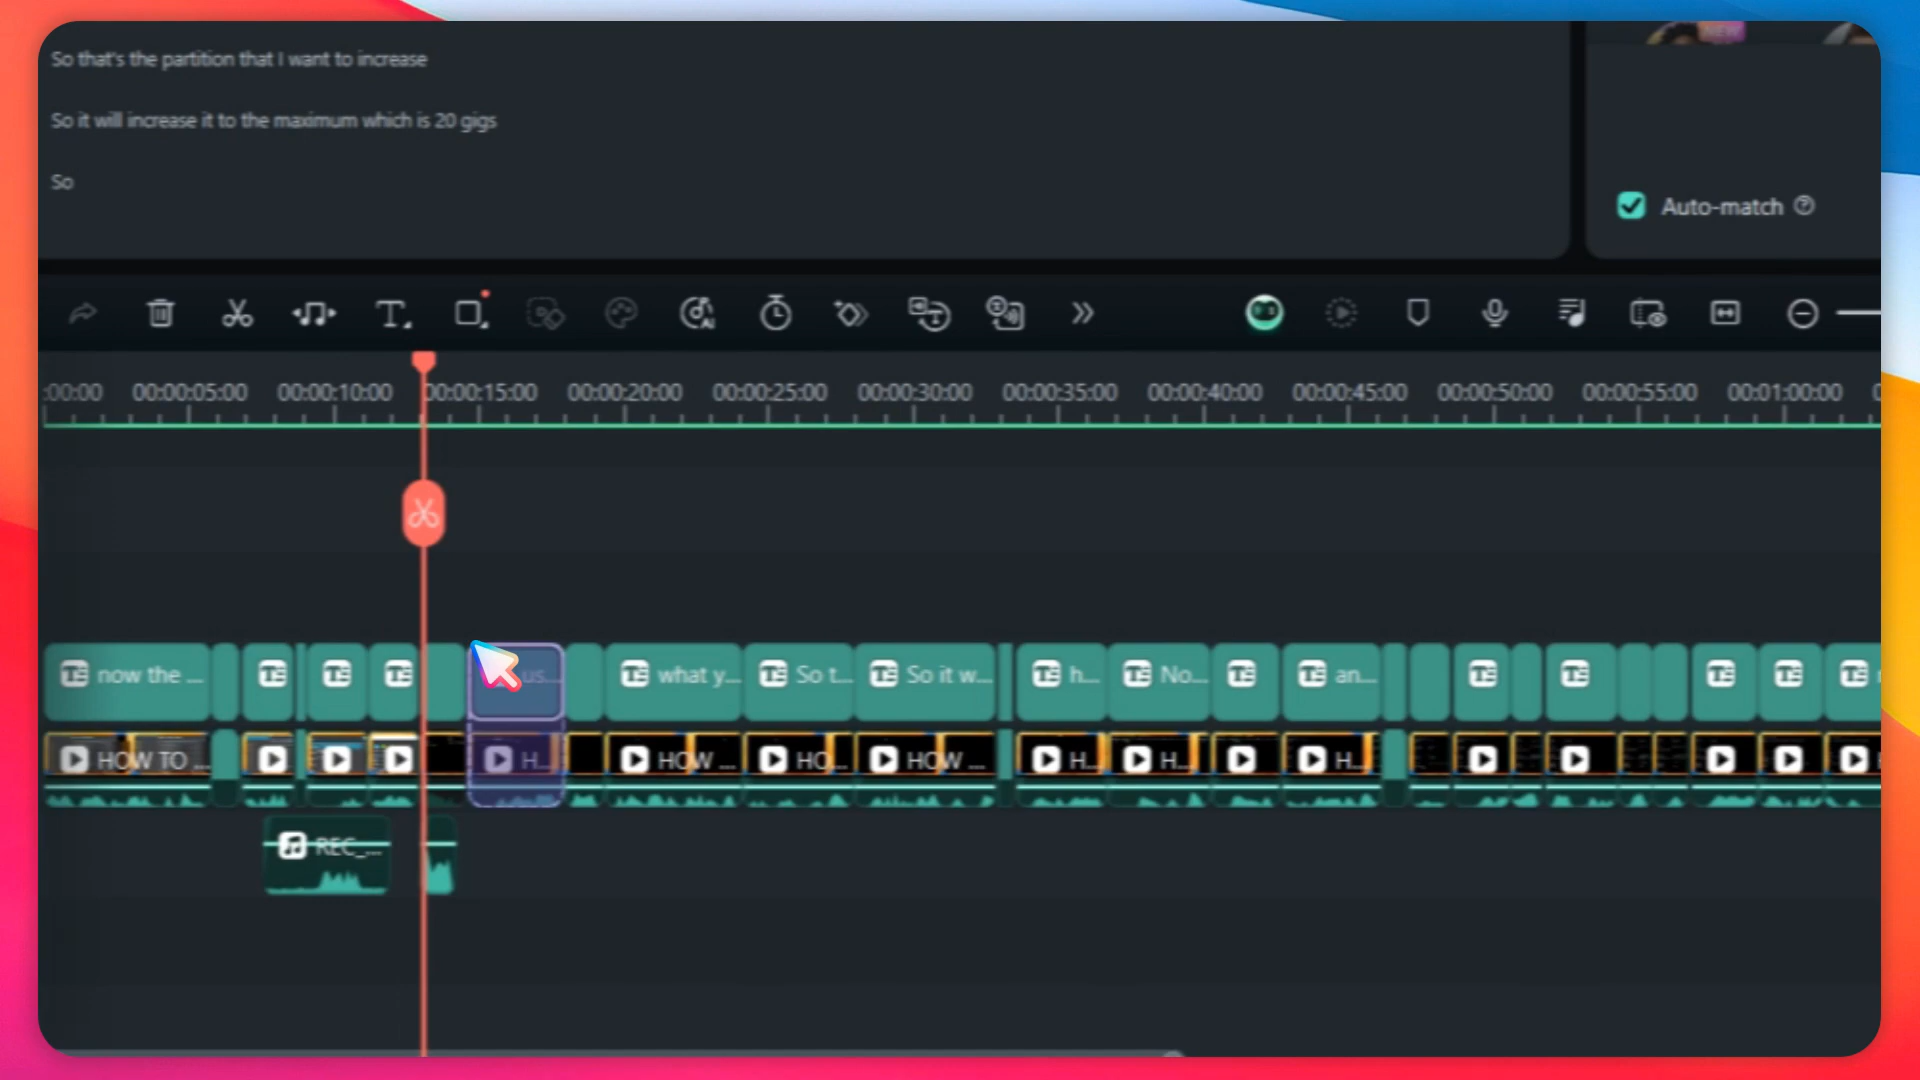 NEW
So that's the partition that I want to increase
So it will increase it to the maximum which is 20 gigs
So
Auto-match
:00:00 00:00:05:00 00:00:10:00 00:00:15:00 00:00:20:00 00:00:25:00 00:00:30:00 00:00:35:00 00:00:40:00 00:00:45:00 00:00:50:00 00:00:55:00 00:01:00:00
now the ... us... what y... So t... So it w... h... No... an...
HOW TO ... H... HOW ... HO... HOW ... H... H... H...
REC_...